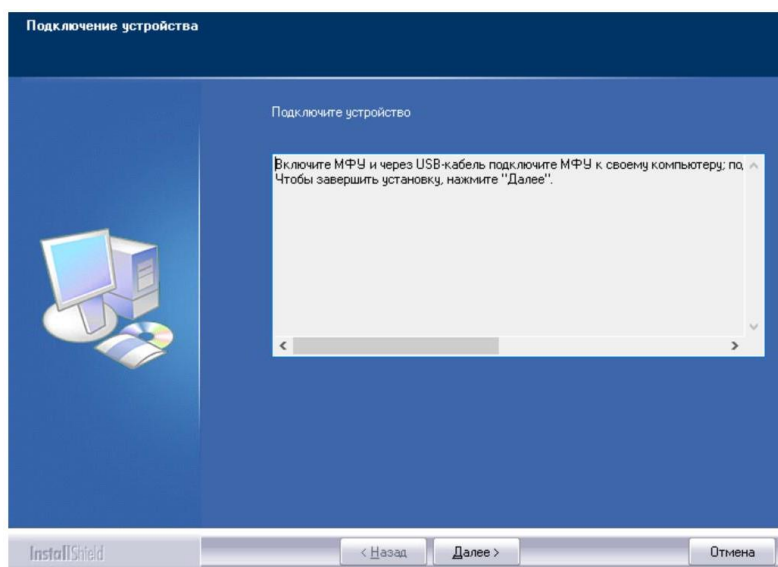 Подключение устройства
Подключите устройство
Включите МФУ и через USB-кабель подключите МФУ к своему компьютеру;
Чтобы завершить установку, нажмите "Далее".
InstallShield
< Назад
Далее >
Отмена